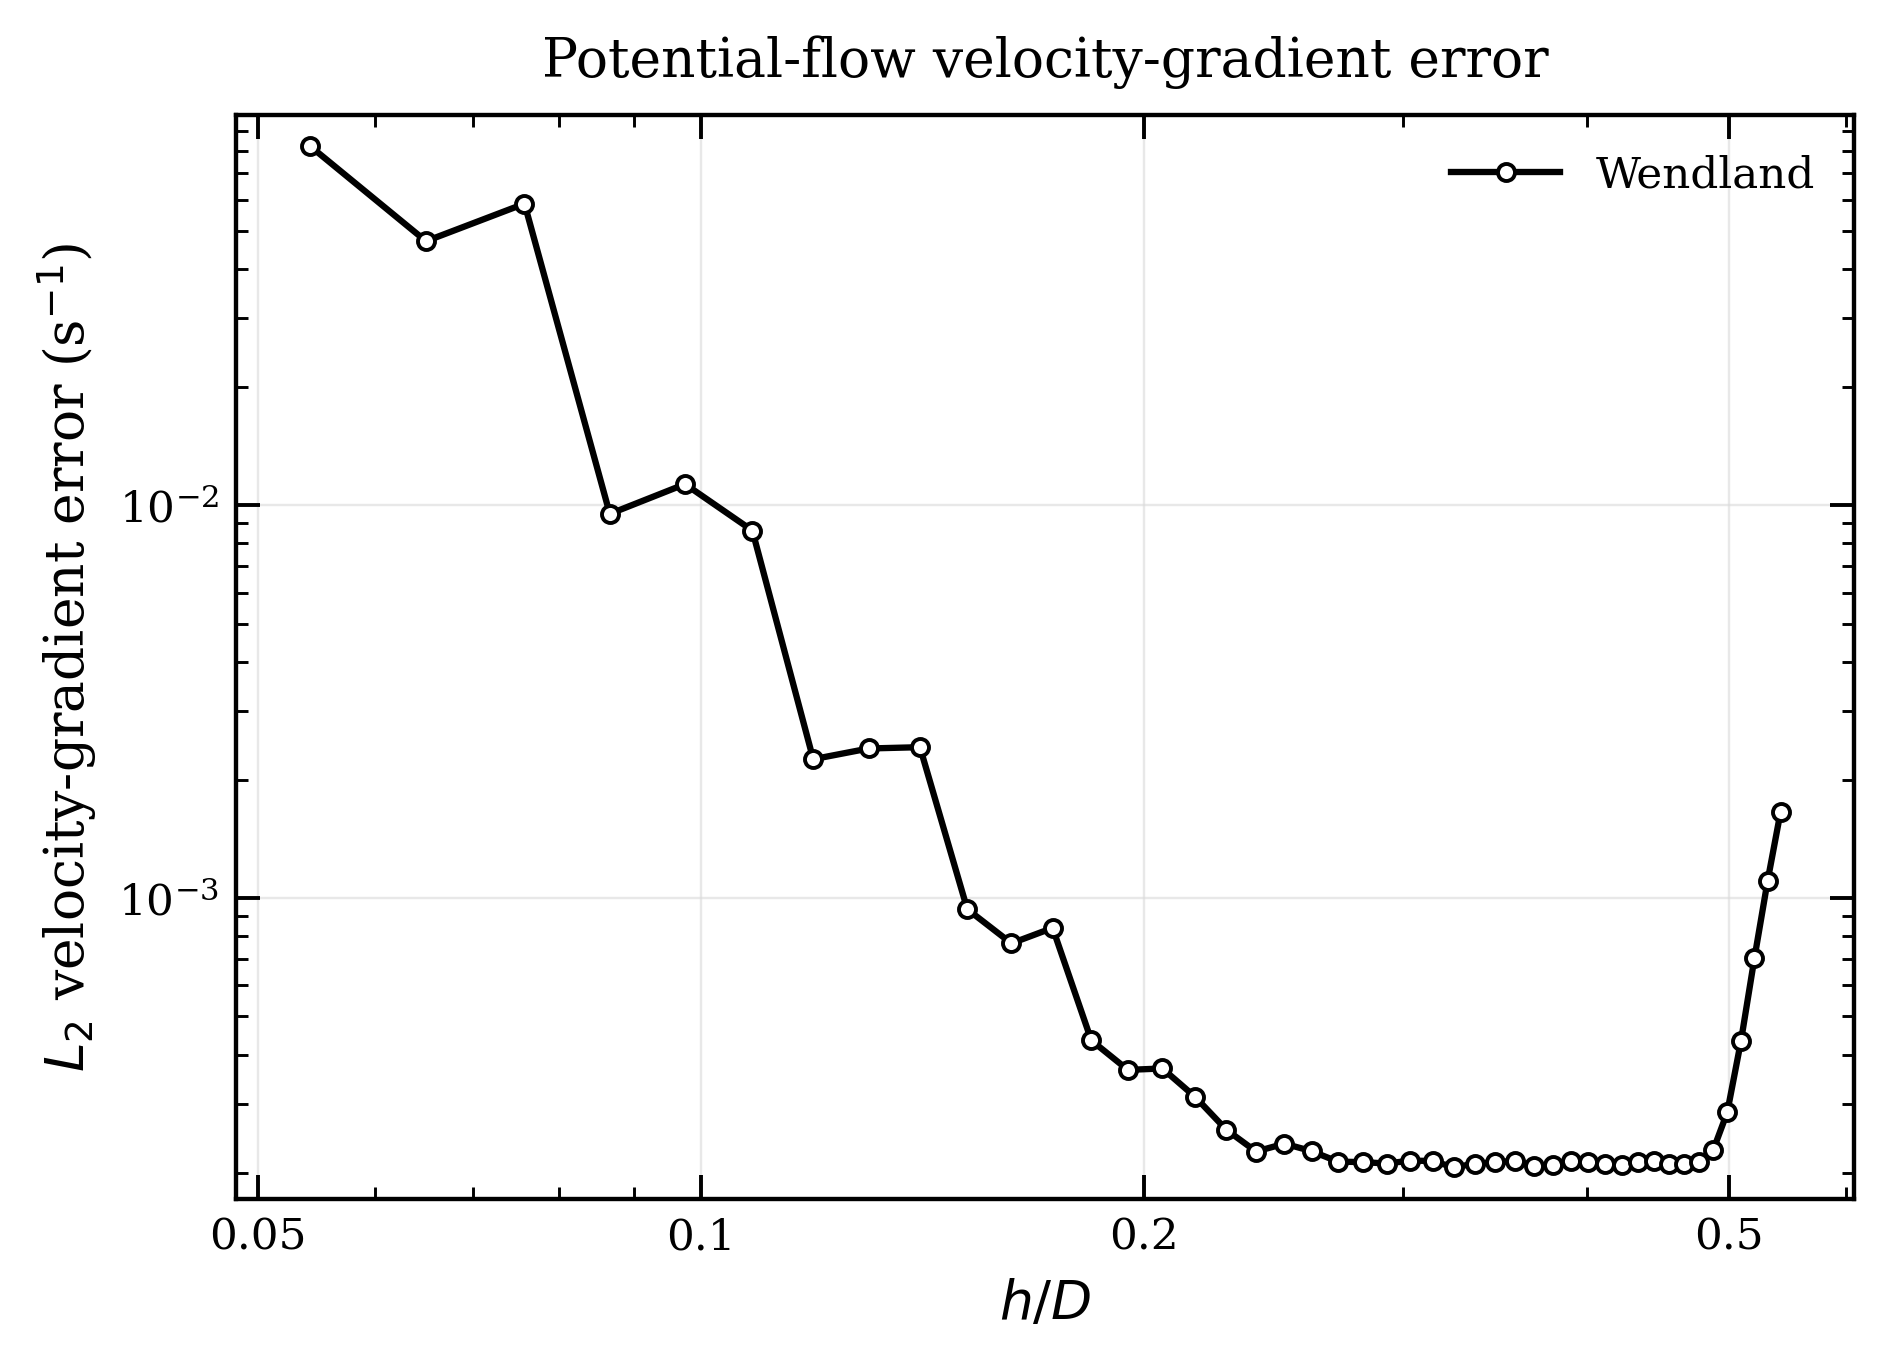 Potential-flow velocity-gradient error
Wendland
L₂ velocity-gradient error (s⁻¹)
10⁻²
10⁻³
0.05 0.1 0.2 0.5
h/D